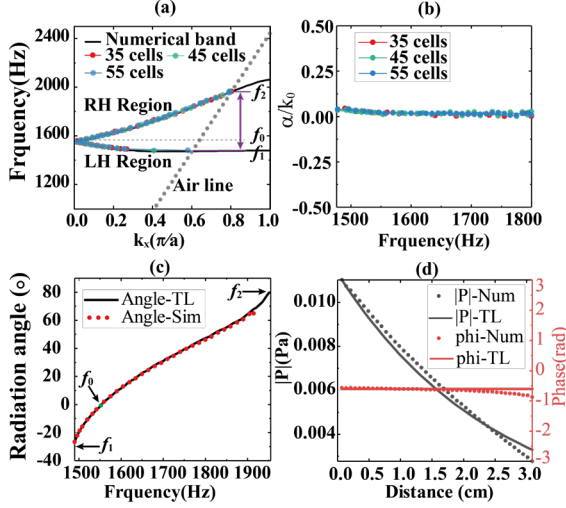 (a)
Frquency(Hz)
2400
2000
1600
1200
Numerical band
35 cells
45 cells
55 cells
RH Region
LH Region
Air line
f2
f0
f1
0.0 0.2 0.4 0.6 0.8 1.0
kx(π/a)
(b)
α/k0
0.50
0.25
0.00
-0.25
-0.50
35 cells
45 cells
55 cells
1500 1600 1700 1800
Frquency(Hz)
(c)
Radiation angle (o)
80
60
40
20
0
-20
-40
Angle-TL
Angle-Sim
f2
f0
f1
1500 1600 1700 1800 1900
Frquency(Hz)
(d)
|P|(Pa)
0.010
0.008
0.006
0.004
|P|-Num
|P|-TL
phi-Num
phi-TL
3
2
1
0
-1
-2
-3
Phase(rad)
0.0 0.5 1.0 1.5 2.0 2.5 3.0
Distance (cm)